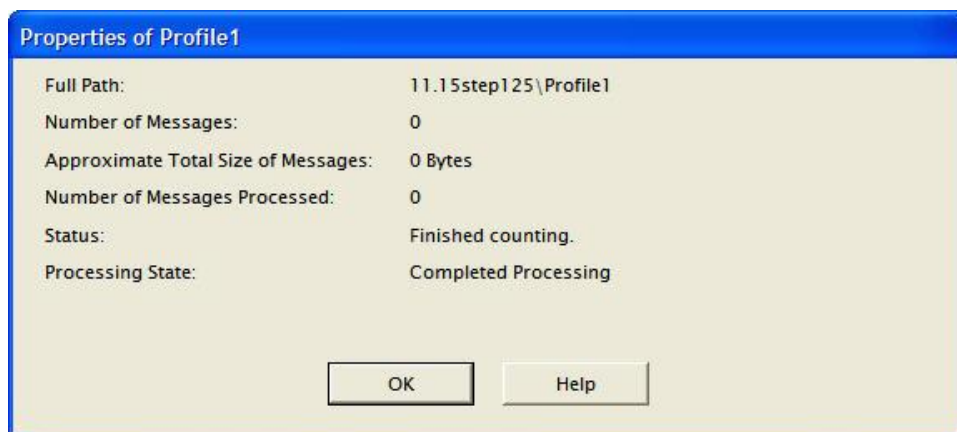 Properties of Profile1
Full Path: 11.15step125\Profile1
Number of Messages: 0
Approximate Total Size of Messages: 0 Bytes
Number of Messages Processed: 0
Status: Finished counting.
Processing State: Completed Processing
OK Help